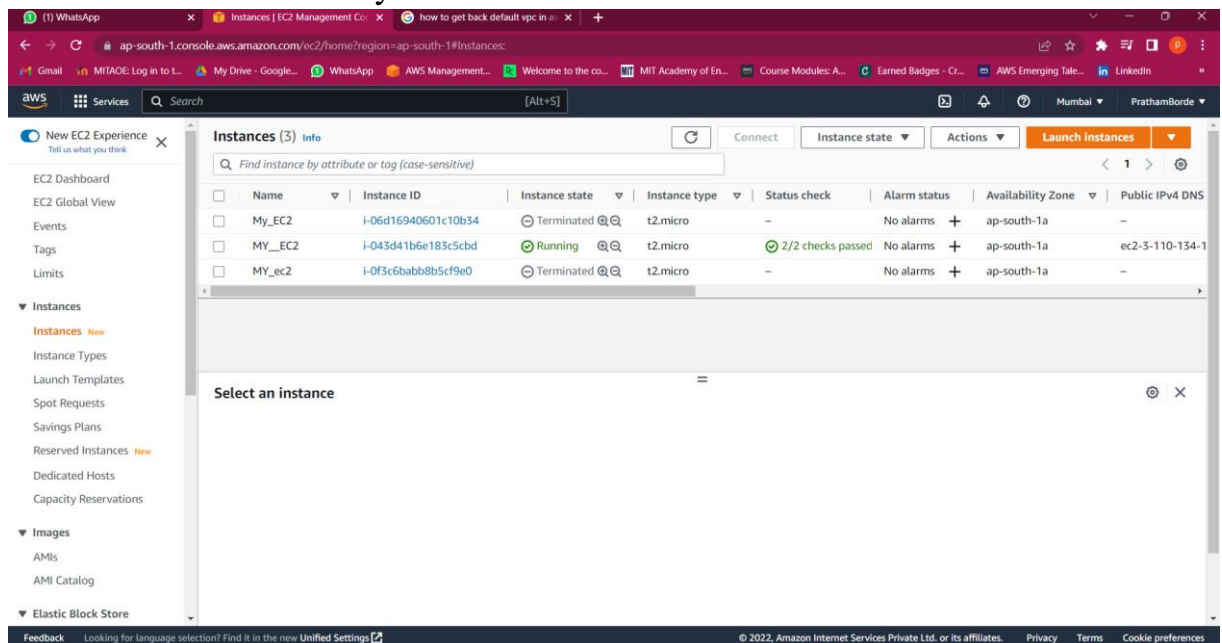 (1) WhatsApp
Instances | EC2 Management Con
how to get back default vpc in a
ap-south-1.console.aws.amazon.com/ec2/home?region=ap-south-1#Instances:
Gmail
MITAOE: Log in to t...
My Drive - Google...
WhatsApp
AWS Management...
Welcome to the co...
MIT Academy of En...
Course Modules: A...
Earned Badges - Cr...
AWS Emerging Tale...
LinkedIn
aws
Services
Search
[Alt+S]
Mumbai
PrathamBorde
New EC2 Experience
Tell us what you think
EC2 Dashboard
EC2 Global View
Events
Tags
Limits
Instances
Instances New
Instance Types
Launch Templates
Spot Requests
Savings Plans
Reserved Instances New
Dedicated Hosts
Capacity Reservations
Images
AMIs
AMI Catalog
Elastic Block Store
Instances (3) Info
Connect
Instance state
Actions
Launch instances
Find instance by attribute or tag (case-sensitive)
1
Name Instance ID Instance state Instance type Status check Alarm status Availability Zone Public IPv4 DNS
My_EC2 i-06d16940601c10b34 Terminated t2.micro – No alarms + ap-south-1a –
MY__EC2 i-043d41b6e183c5cbd Running t2.micro 2/2 checks passed No alarms + ap-south-1a ec2-3-110-134-1
MY_ec2 i-0f3c6babb8b5cf9e0 Terminated t2.micro – No alarms + ap-south-1a –
Select an instance
Feedback Looking for language selection? Find it in the new Unified Settings © 2022, Amazon Internet Services Private Ltd. or its affiliates. Privacy Terms Cookie preferences